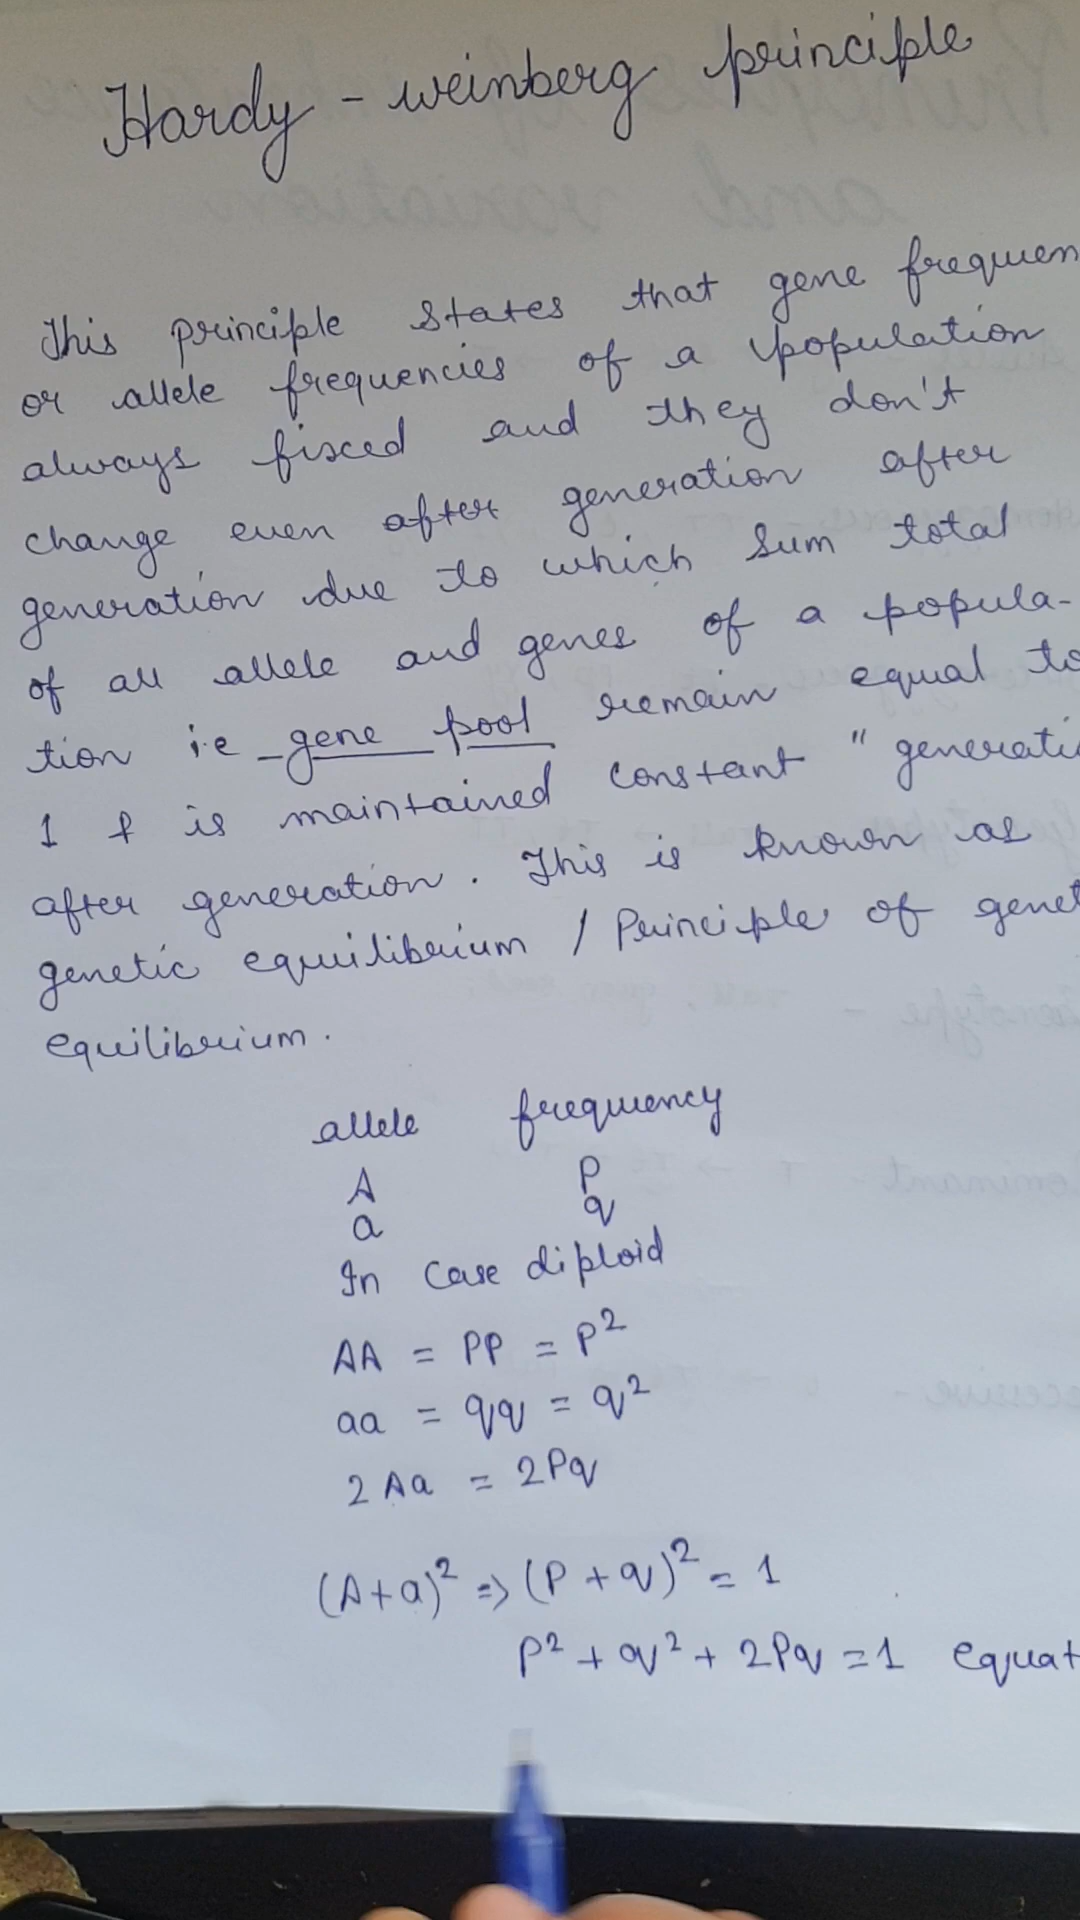 Hardy - weinberg principle
This principle states that gene frequen
or allele frequencies of a population
always fixed and they don't
change even after generation after
generation due to which sum total
of all allele and genes of a popula-
tion i.e gene pool remain equal to
1 & is maintained constant " generati
after generation. This is known as
genetic equilibrium / Principle of genet
equilibrium.
allele frequency
A P
a q
In case diploid
AA = PP = P²
aa = qq = q²
2 Aa = 2Pq
(A+a)² => (P + q)² = 1
P² + q² + 2Pq = 1 equat